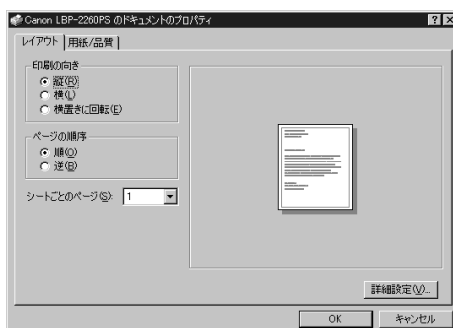 Canon LBP-2260PS のドキュメントのプロパティ
レイアウト
用紙/品質
印刷の向き
縦(R)
横(L)
横置きに回転(E)
ページの順序
順(O)
逆(B)
シートごとのページ(S): 1
詳細設定(V)...
OK
キャンセル